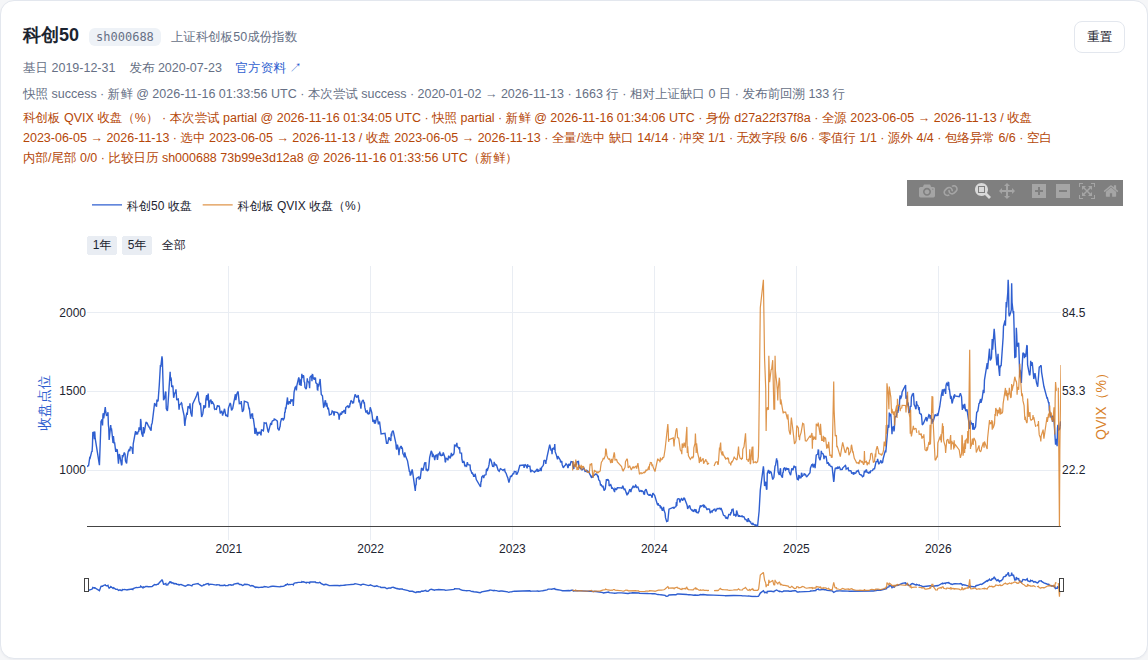 科创50 sh000688 上证科创板50成份指数 重置
基日 2019-12-31 发布 2020-07-23 官方资料 ↗
快照 success · 新鲜 @ 2026-11-16 01:33:56 UTC · 本次尝试 success · 2020-01-02 → 2026-11-13 · 1663 行 · 相对上证缺口 0 日 · 发布前回溯 133 行
科创板 QVIX 收盘（%） · 本次尝试 partial @ 2026-11-16 01:34:05 UTC · 快照 partial · 新鲜 @ 2026-11-16 01:34:06 UTC · 身份 d27a22f37f8a · 全源 2023-06-05 → 2026-11-13 / 收盘
2023-06-05 → 2026-11-13 · 选中 2023-06-05 → 2026-11-13 / 收盘 2023-06-05 → 2026-11-13 · 全量/选中 缺口 14/14 · 冲突 1/1 · 无效字段 6/6 · 零值行 1/1 · 源外 4/4 · 包络异常 6/6 · 空白
内部/尾部 0/0 · 比较日历 sh000688 73b99e3d12a8 @ 2026-11-16 01:33:56 UTC（新鲜）
科创50 收盘 科创板 QVIX 收盘（%）
1年 5年 全部
2000 84.5
1500 53.3
1000 22.2
收盘点位
QVIX（%）
2021 2022 2023 2024 2025 2026